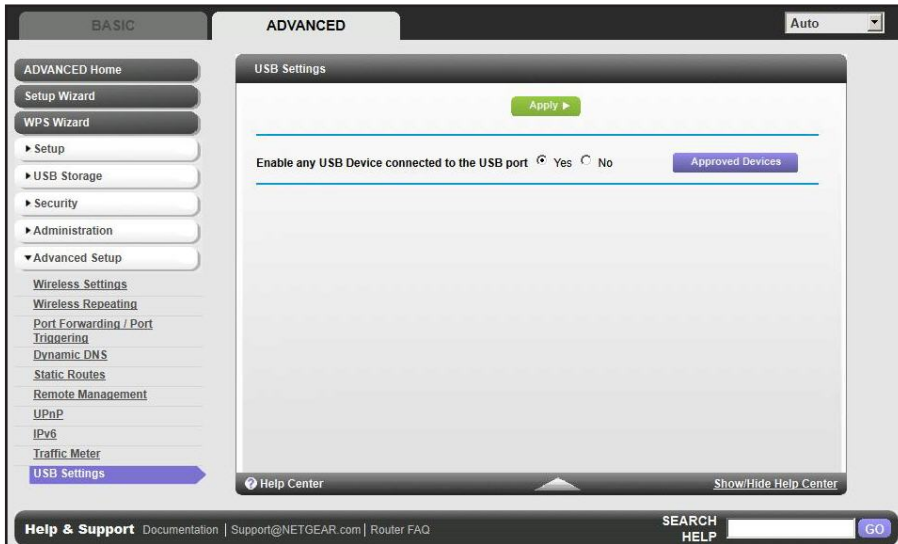 BASIC
ADVANCED
Auto
ADVANCED Home
Setup Wizard
WPS Wizard
Setup
USB Storage
Security
Administration
Advanced Setup
Wireless Settings
Wireless Repeating
Port Forwarding / Port
Triggering
Dynamic DNS
Static Routes
Remote Management
UPnP
IPv6
Traffic Meter
USB Settings
USB Settings
Apply
Enable any USB Device connected to the USB port Yes No
Approved Devices
? Help Center
Show/Hide Help Center
Help & Support Documentation | Support@NETGEAR.com | Router FAQ
SEARCH
HELP
GO